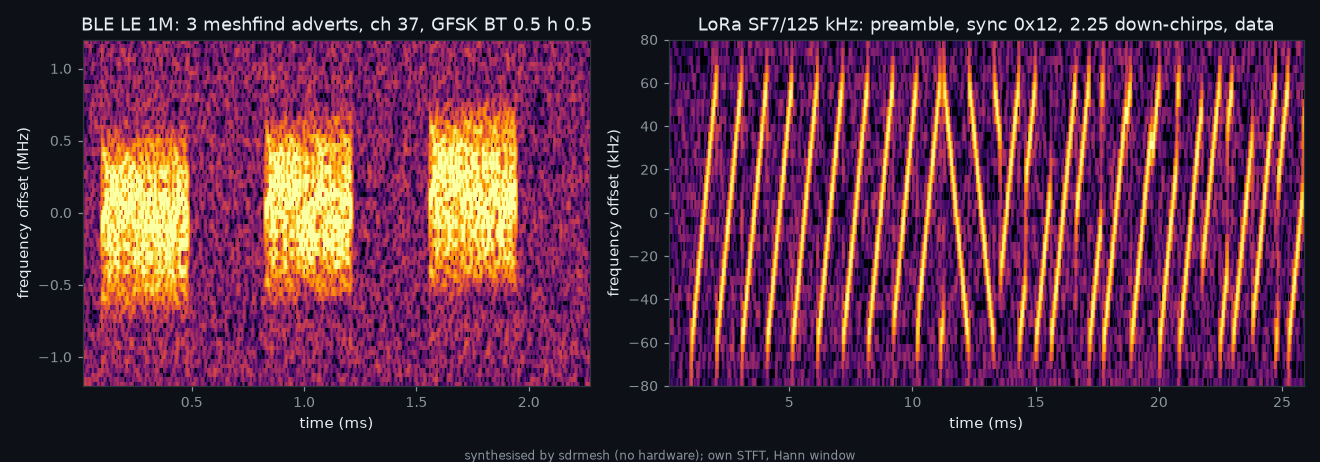 BLE LE 1M: 3 meshfind adverts, ch 37, GFSK BT 0.5 h 0.5
1.0
0.5
0.0
−0.5
−1.0
frequency offset (MHz)
0.5 1.0 1.5 2.0
time (ms)
LoRa SF7/125 kHz: preamble, sync 0x12, 2.25 down-chirps, data
80
60
40
20
0
−20
−40
−60
−80
frequency offset (kHz)
5 10 15 20 25
time (ms)
synthesised by sdrmesh (no hardware); own STFT, Hann window